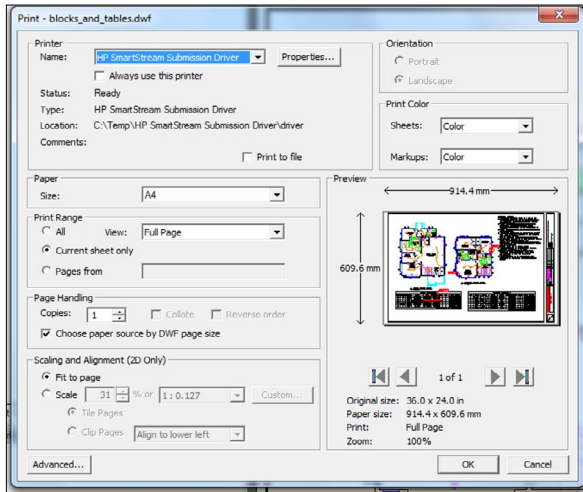 Print - blocks_and_tables.dwf
Printer
Name: HP SmartStream Submission Driver Properties...
Always use this printer
Status: Ready
Type: HP SmartStream Submission Driver
Location: C:\Temp\HP SmartStream Submission Driver\driver
Comments:
Print to file
Orientation
Portrait
Landscape
Print Color
Sheets: Color
Markups: Color
Paper
Size: A4
Print Range
All View: Full Page
Current sheet only
Pages from
Page Handling
Copies: 1 Collate Reverse order
Choose paper source by DWF page size
Scaling and Alignment (2D Only)
Fit to page
Scale 31 % or 1 : 0.127 Custom...
Tile Pages
Clip Pages Align to lower left
Preview
914.4 mm
609.6 mm
1 of 1
Original size: 36.0 x 24.0 in
Paper size: 914.4 x 609.6 mm
Print: Full Page
Zoom: 100%
Advanced... OK Cancel